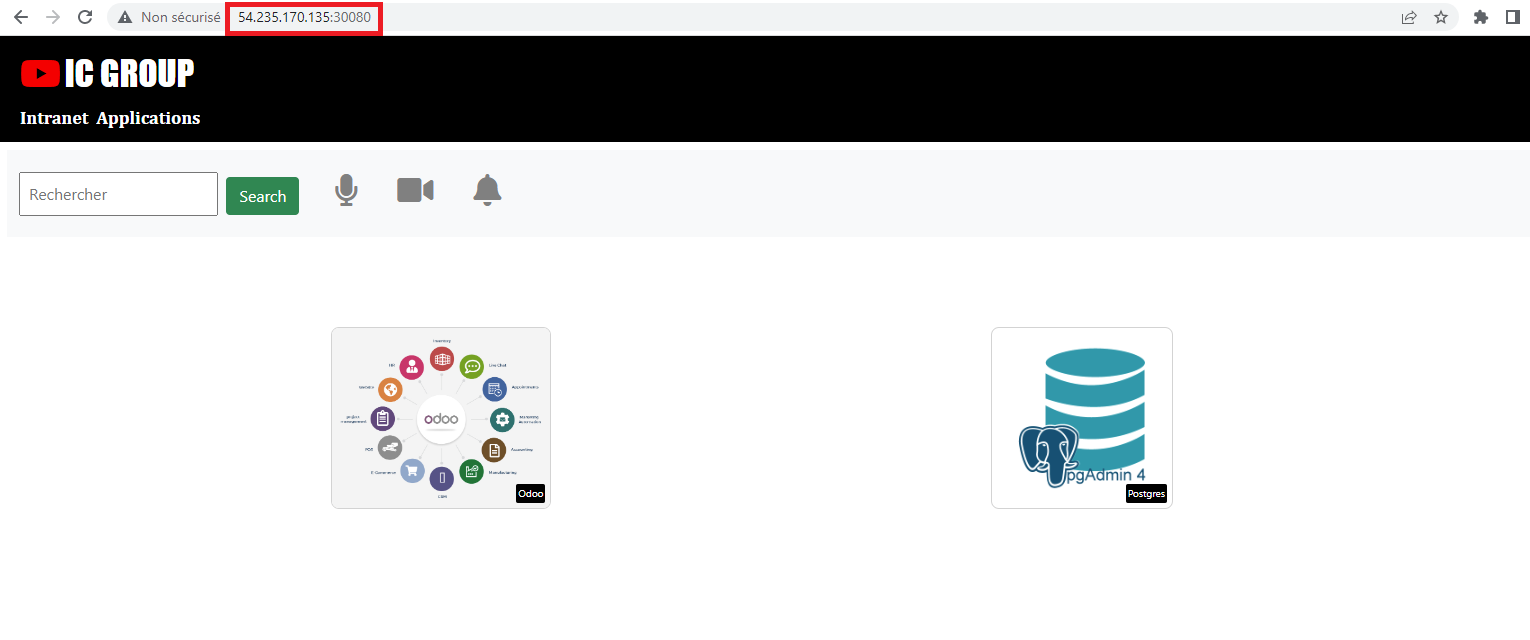 Non sécurisé 54.235.170.135:30080
IC GROUP
Intranet Applications
Rechercher
Search
HR
Live Chat
Website
Appointments
odoo
Project
management
Marketing
Automation
POS
Accounting
E-Commerce
Manufacturing
CRM
Odoo
pgAdmin 4
Postgres